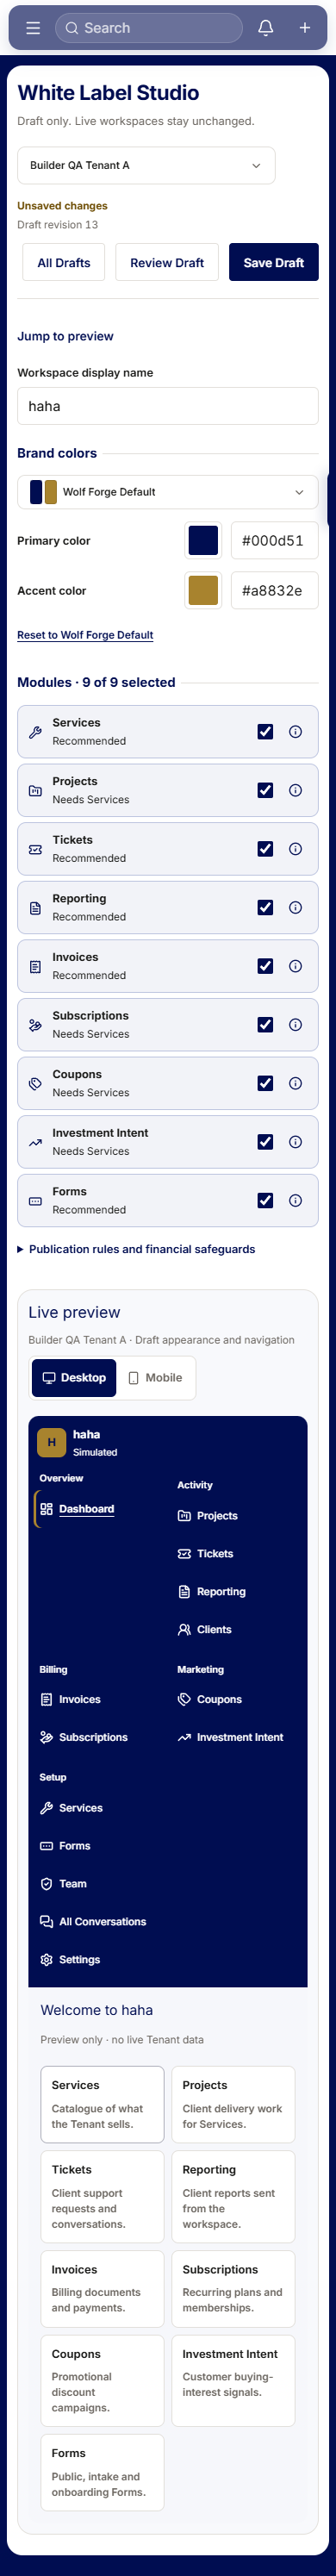 Search
White Label Studio
Draft only. Live workspaces stay unchanged.
Builder QA Tenant A
Unsaved changes
Draft revision 13
All Drafts
Review Draft
Save Draft
Jump to preview
Workspace display name
haha
Brand colors
Wolf Forge Default
Primary color
#000d51
Accent color
#a8832e
Reset to Wolf Forge Default
Modules · 9 of 9 selected
Services
Recommended
Projects
Needs Services
Tickets
Recommended
Reporting
Recommended
Invoices
Recommended
Subscriptions
Needs Services
Coupons
Needs Services
Investment Intent
Needs Services
Forms
Recommended
Publication rules and financial safeguards
Live preview
Builder QA Tenant A · Draft appearance and navigation
Desktop
Mobile
H
haha
Simulated
Overview
Dashboard
Activity
Projects
Tickets
Reporting
Clients
Billing
Invoices
Subscriptions
Marketing
Coupons
Investment Intent
Setup
Services
Forms
Team
All Conversations
Settings
Welcome to haha
Preview only · no live Tenant data
Services
Catalogue of what
the Tenant sells.
Projects
Client delivery work
for Services.
Tickets
Client support
requests and
conversations.
Reporting
Client reports sent
from the
workspace.
Invoices
Billing documents
and payments.
Subscriptions
Recurring plans and
memberships.
Coupons
Promotional
discount
campaigns.
Investment Intent
Customer buying-
interest signals.
Forms
Public, intake and
onboarding Forms.